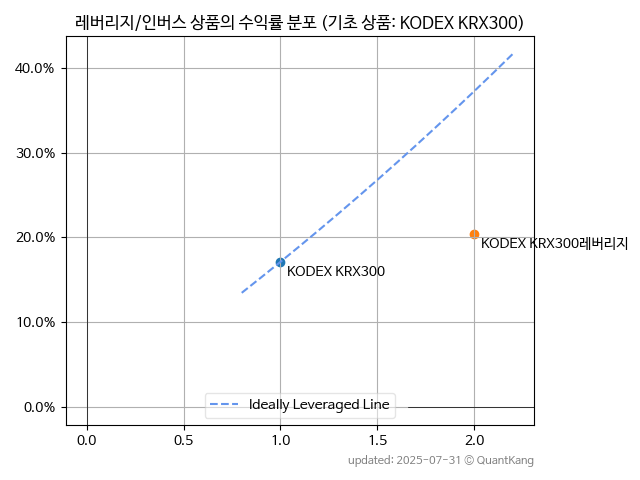 레버리지/인버스 상품의 수익률 분포 (기초 상품: KODEX KRX300)
40.0%
30.0%
20.0%
10.0%
0.0%
KODEX KRX300레버리지
KODEX KRX300
Ideally Leveraged Line
0.0 0.5 1.0 1.5 2.0
updated: 2025-07-31 © QuantKang